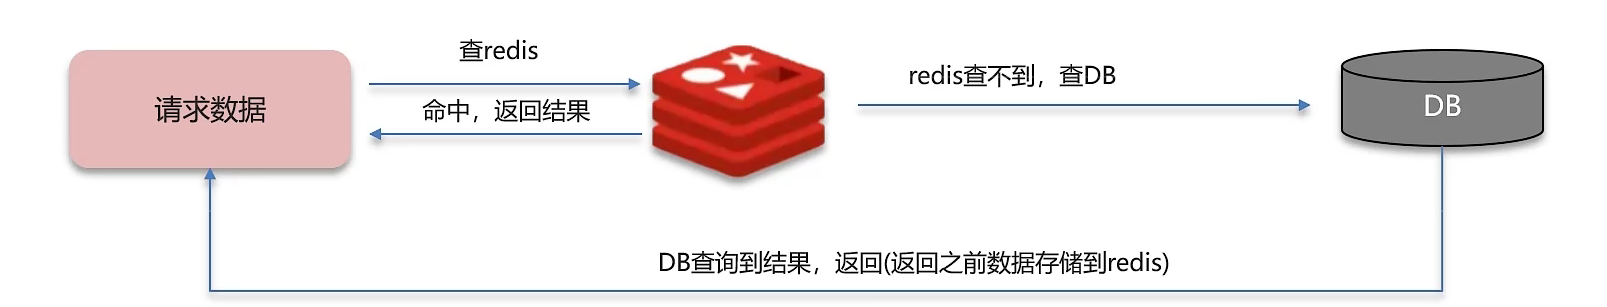 查redis
请求数据
命中，返回结果
redis查不到，查DB
DB
DB查询到结果，返回(返回之前数据存储到redis)